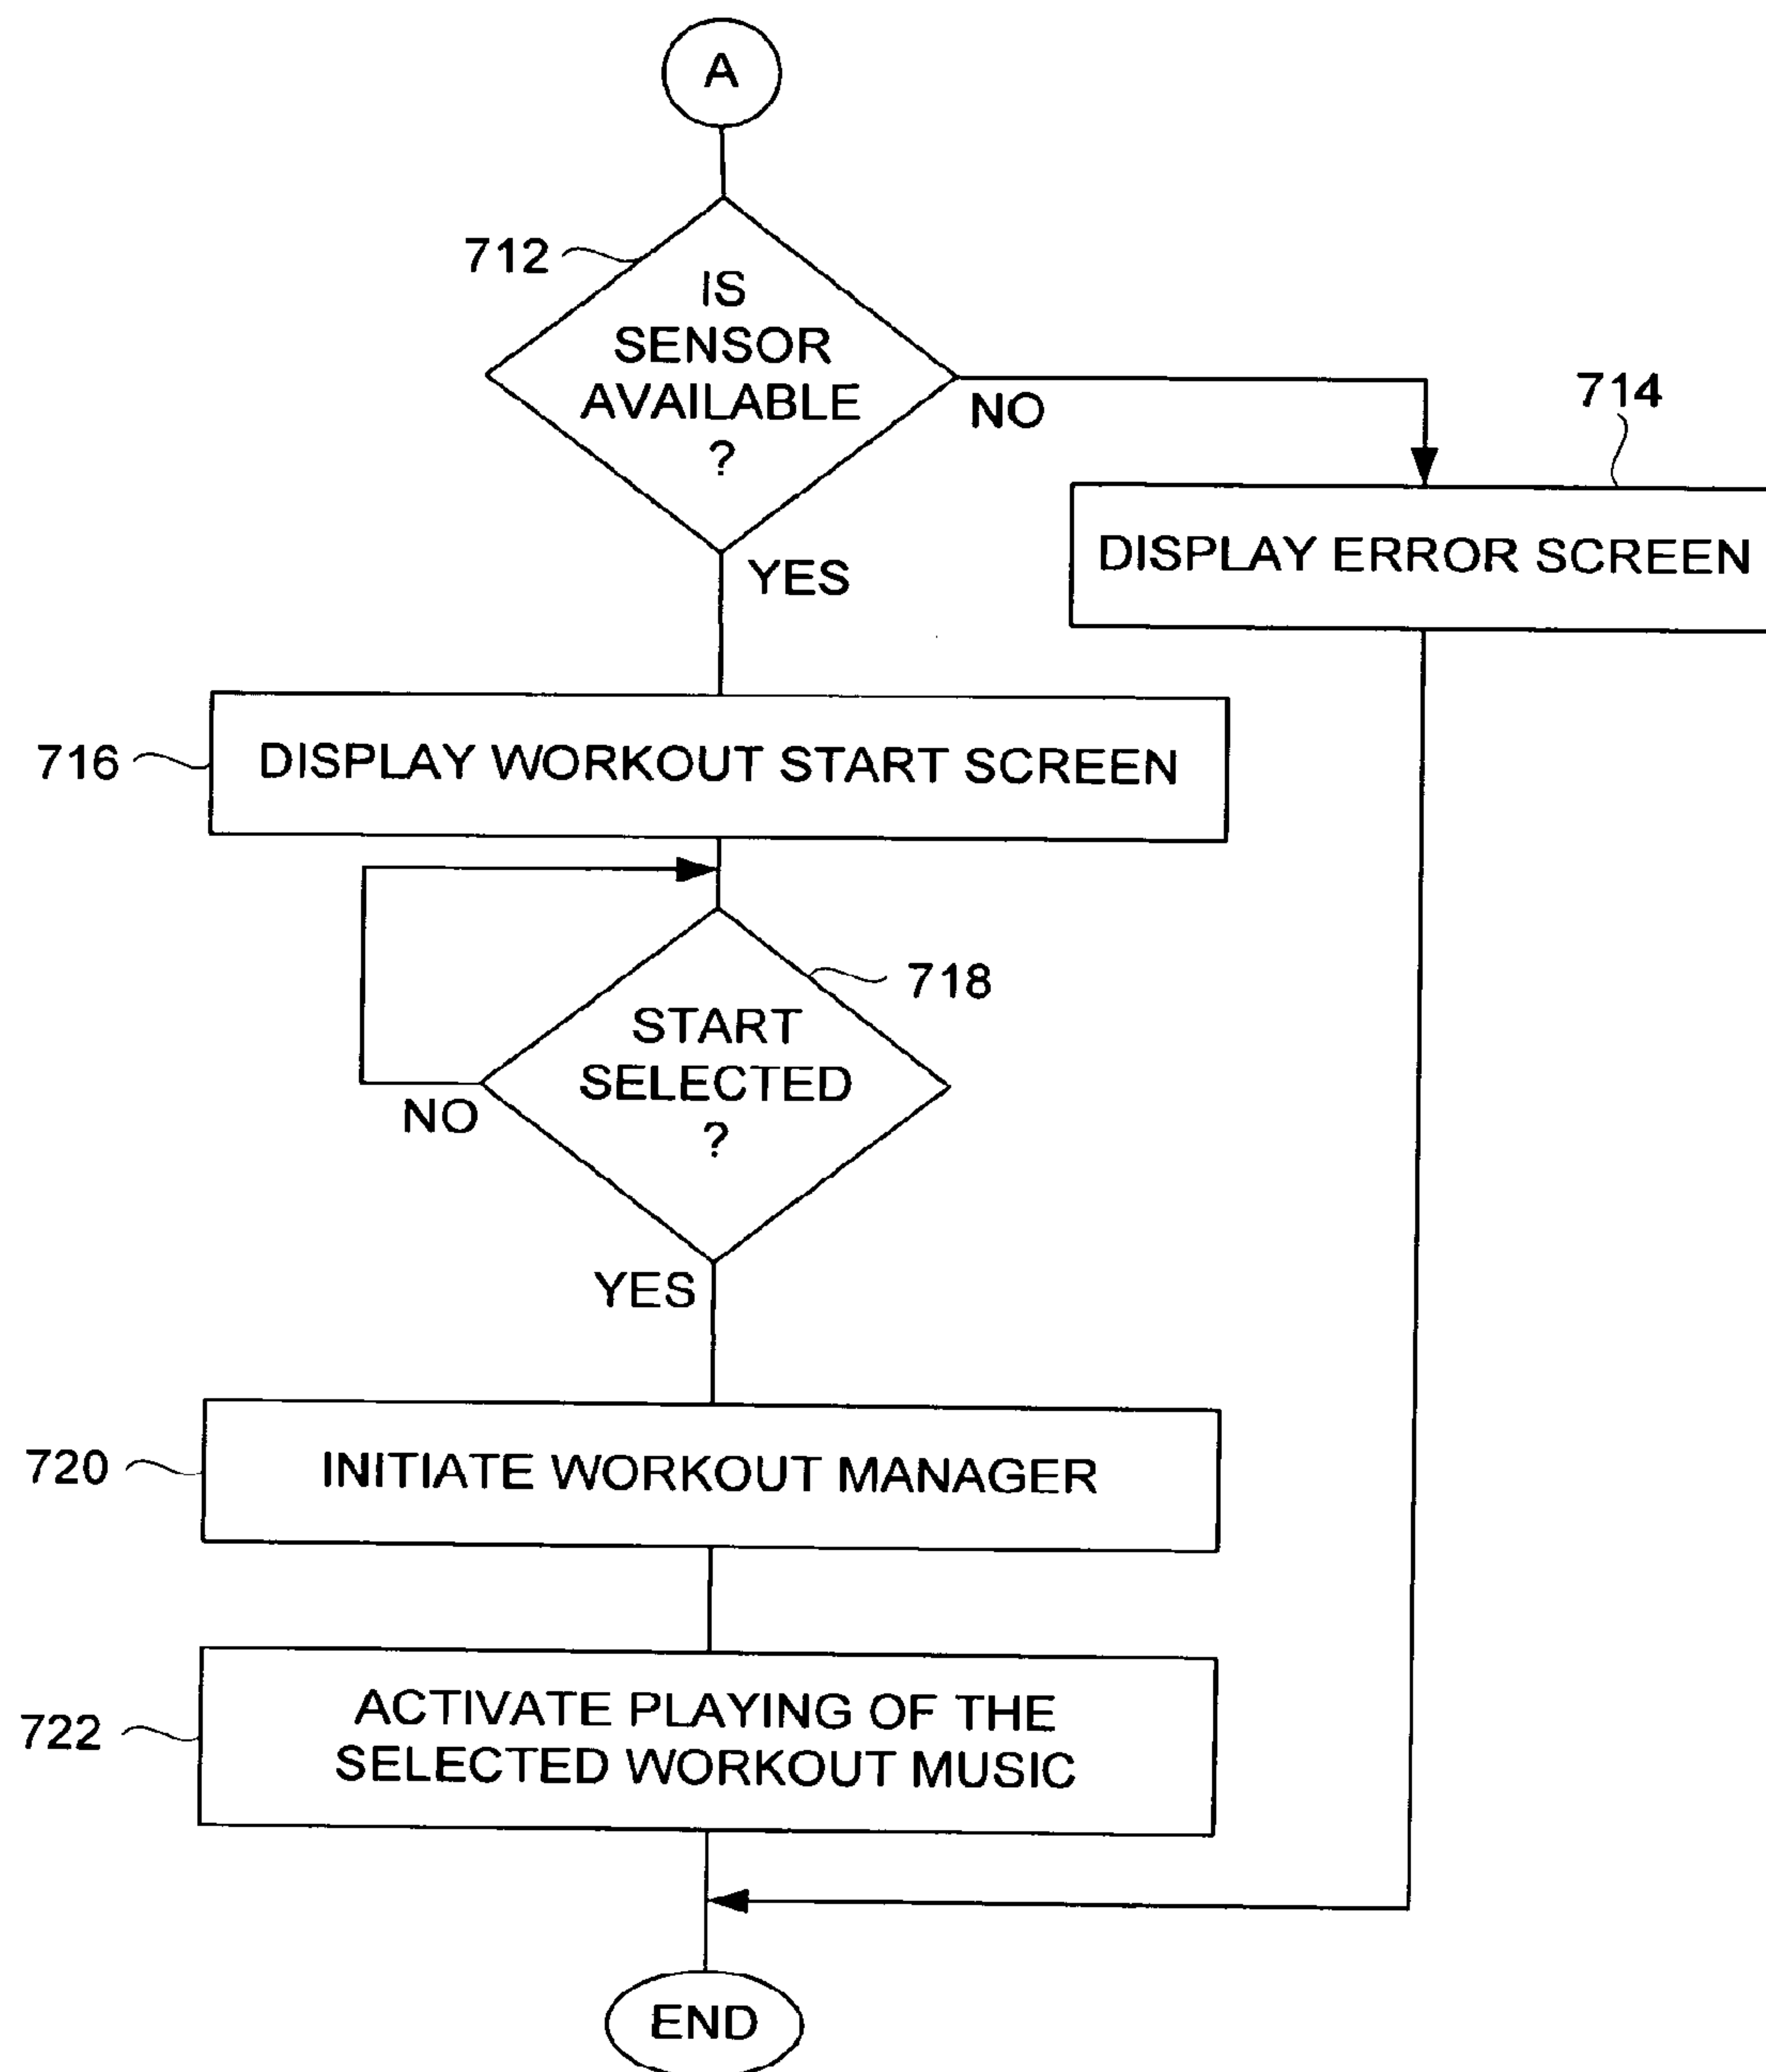 A
712
IS
SENSOR
AVAILABLE
?
NO
714
DISPLAY ERROR SCREEN
YES
716
DISPLAY WORKOUT START SCREEN
718
START
SELECTED
?
NO
YES
720
INITIATE WORKOUT MANAGER
722
ACTIVATE PLAYING OF THE
SELECTED WORKOUT MUSIC
END